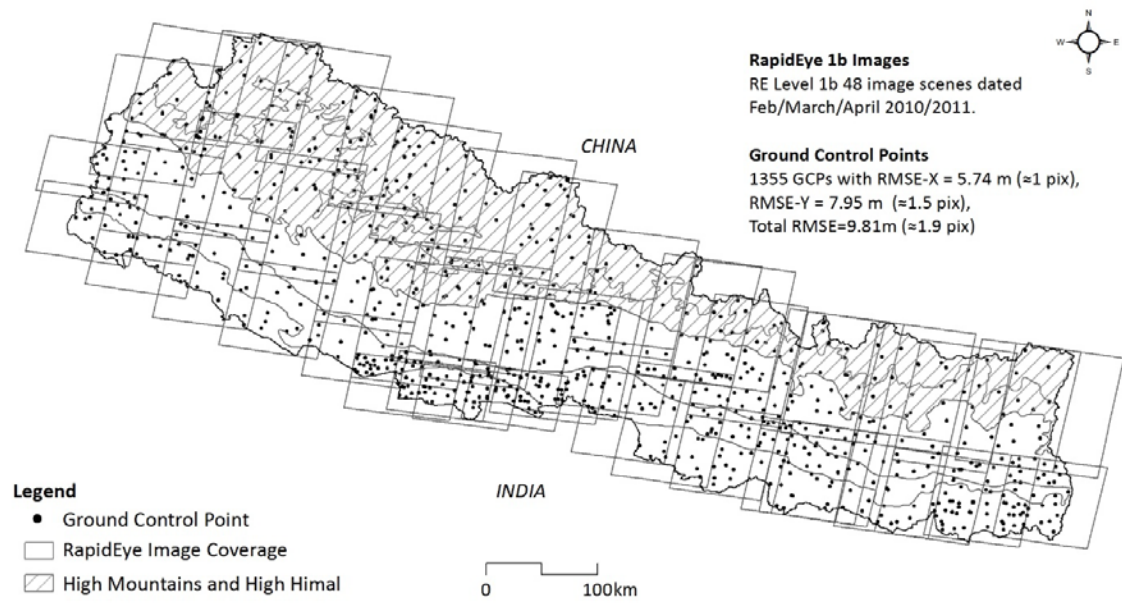 N
W E
S
RapidEye 1b Images
RE Level 1b 48 image scenes dated
Feb/March/April 2010/2011.
CHINA
Ground Control Points
1355 GCPs with RMSE-X = 5.74 m (≈1 pix),
RMSE-Y = 7.95 m (≈1.5 pix),
Total RMSE=9.81m (≈1.9 pix)
INDIA
Legend
Ground Control Point
RapidEye Image Coverage
High Mountains and High Himal
0 100km